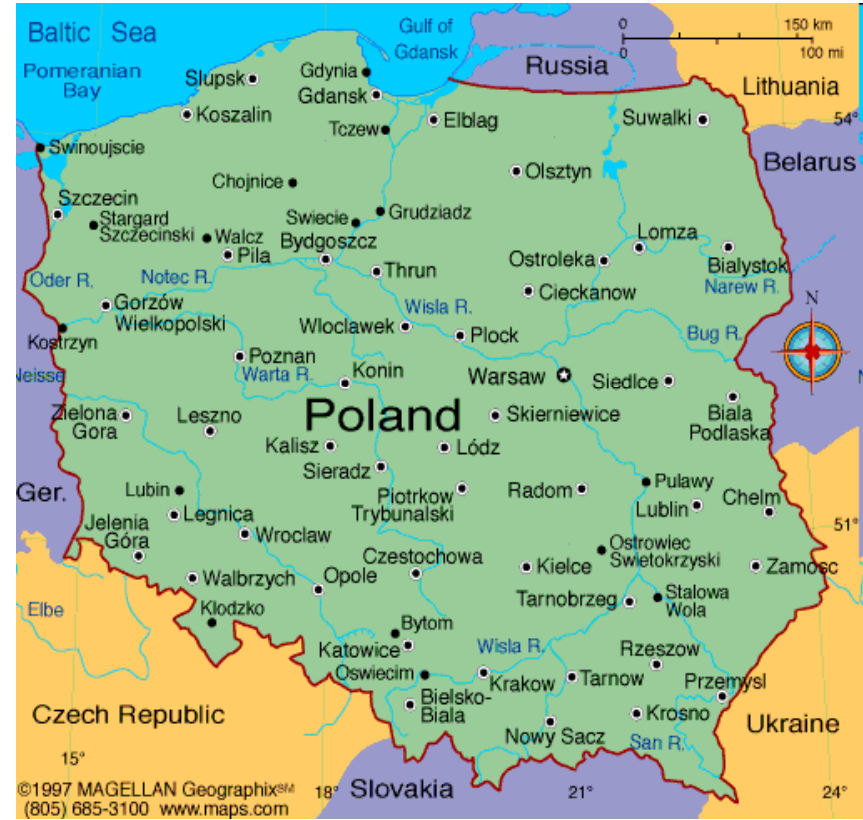 Baltic Sea
Gulf of
Gdansk
0
150 km
0
100 mi
Pomeranian
Bay
Russia
Lithuania
Slupsk
Gdynia
Gdansk
Koszalin
Tczew
Elblag
Suwalki
54°
Swinoujscie
Belarus
Chojnice
Olsztyn
Szczecin
Stargard
Szczecinski
Swiecie
Grudziadz
Walcz
Bydgoszcz
Lomza
Pila
Ostroleka
Bialystok
Oder R.
Notec R.
Thrun
Narew R.
Cieckanow
Gorzów
Wielkopolski
Wisla R.
N
Kostrzyn
Wloclawek
Plock
Bug R.
Poznan
Neisse
Warta R.
Konin
Warsaw
Siedlce
Zielona
Gora
Leszno
Poland
Skierniewice
Biala
Podlaska
Kalisz
Lódz
Sieradz
Ger.
Lubin
Piotrkow
Trybunalski
Radom
Pulawy
Lublin
Chelm
Legnica
51°
Jelenia
Góra
Wroclaw
Ostrowiec
Swietokrzyski
Czestochowa
Kielce
Zamosc
Walbrzych
Opole
Elbe
Klodzko
Tarnobrzeg
Stalowa
Wola
Bytom
Katowice
Wisla R.
Rzeszow
Oswiecim
Krakow
Tarnow
Przemysl
Bielsko-
Biala
Czech Republic
Nowy Sacz
Krosno
San R.
Ukraine
15°
©1997 MAGELLAN Geographix℠
(805) 685-3100 www.maps.com
18°
Slovakia
21°
24°